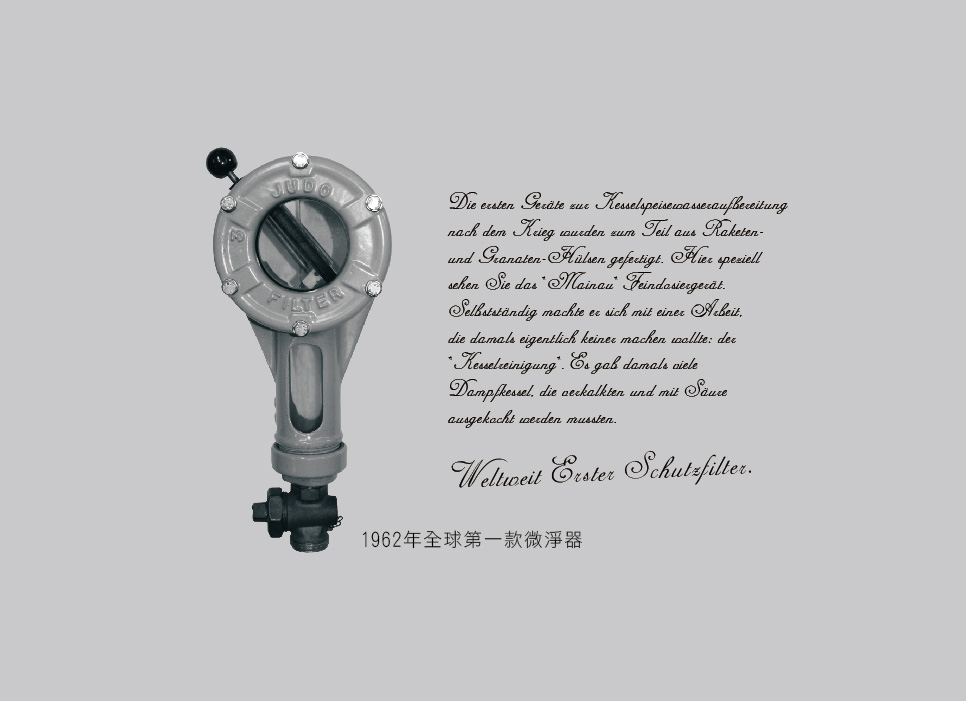 JUDO
3
FILTER
Die ersten Geräte zur Kesselspeisewasseraufbereitung
nach dem Krieg wurden zum Teil aus Raketen-
und Granaten-Hülsen gefertigt. Hier speziell
sehen Sie das "Mainau" Feindosiergerät.
Selbstständig machte er sich mit einer Arbeit,
die damals eigentlich keiner machen wollte: der
"Kesselreinigung". Es gab damals viele
Dampfkessel, die verkalkten und mit Säure
ausgekocht werden mussten.
Weltweit Erster Schutzfilter.
1962年全球第一款微淨器